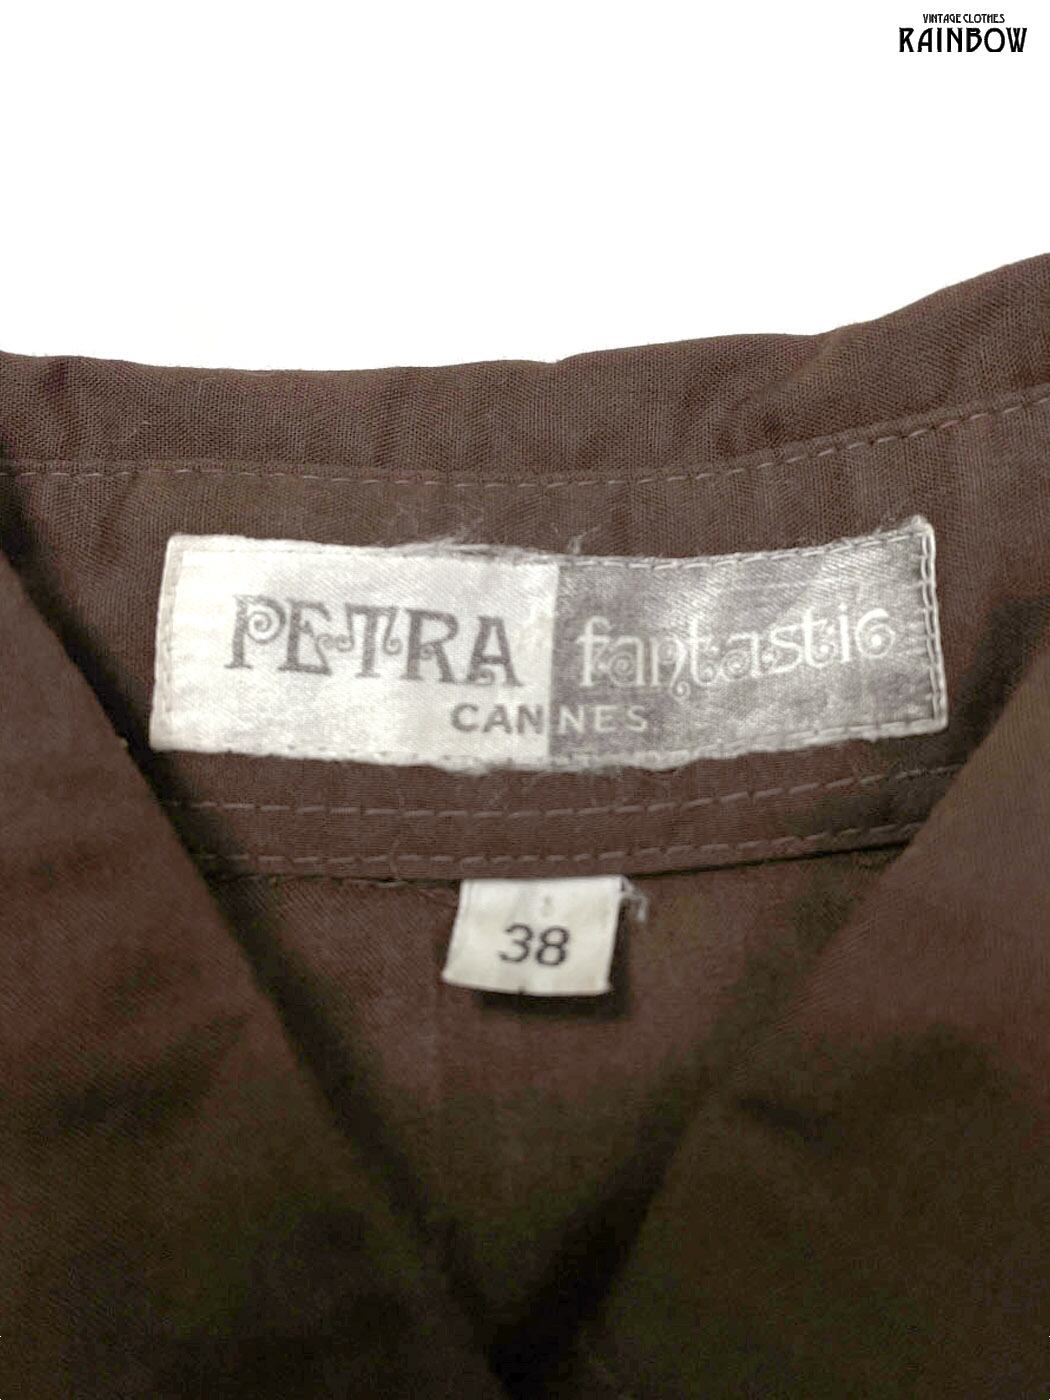 VINTAGE CLOTHES
RAINBOW
PETRA fantastic
CANNES
38